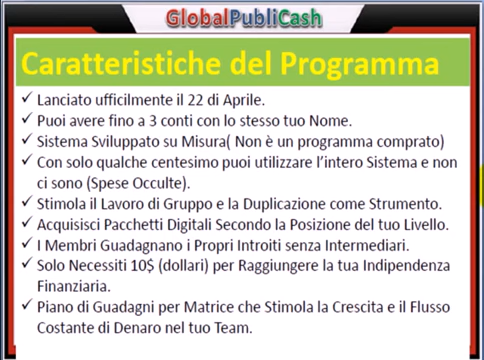 GlobalPubliCash
Caratteristiche del Programma
✓ Lanciato ufficilmente il 22 di Aprile.
✓ Puoi avere fino a 3 conti con lo stesso tuo Nome.
✓ Sistema Sviluppato su Misura( Non è un programma comprato)
✓ Con solo qualche centesimo puoi utilizzare l'intero Sistema e non
ci sono (Spese Occulte).
✓ Stimola il Lavoro di Gruppo e la Duplicazione come Strumento.
✓ Acquisisci Pacchetti Digitali Secondo la Posizione del tuo Livello.
✓ I Membri Guadagnano i Propri Introiti senza Intermediari.
✓ Solo Necessiti 10$ (dollari) per Raggiungere la tua Indipendenza
Finanziaria.
✓ Piano di Guadagni per Matrice che Stimola la Crescita e il Flusso
Costante di Denaro nel tuo Team.